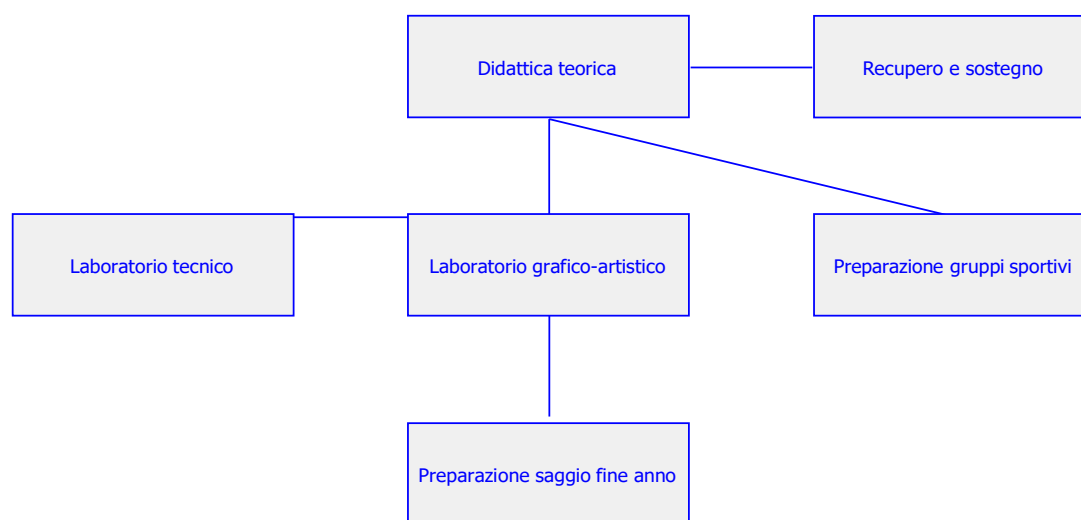 Didattica teorica
Recupero e sostegno
Laboratorio tecnico
Laboratorio grafico-artistico
Preparazione gruppi sportivi
Preparazione saggio fine anno